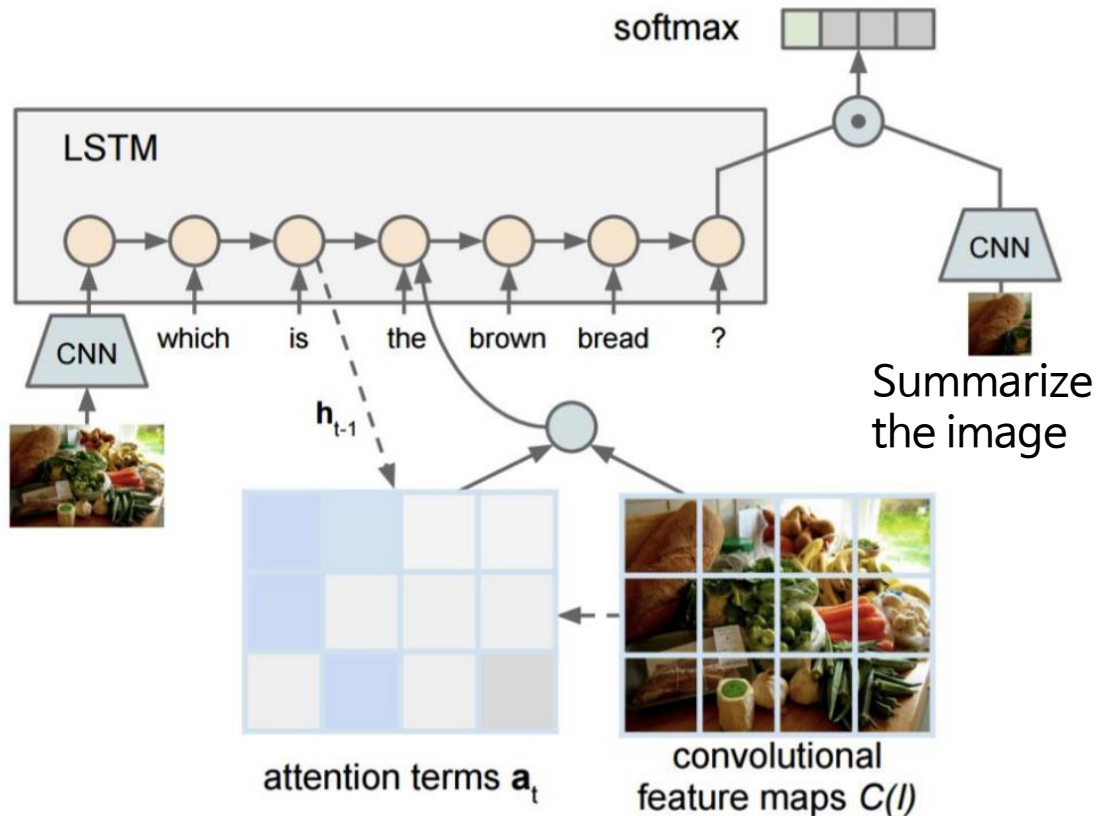 softmax
LSTM
CNN
which is the brown bread ?
CNN
h t-1
Summarize
the image
attention terms a t
convolutional
feature maps C(I)